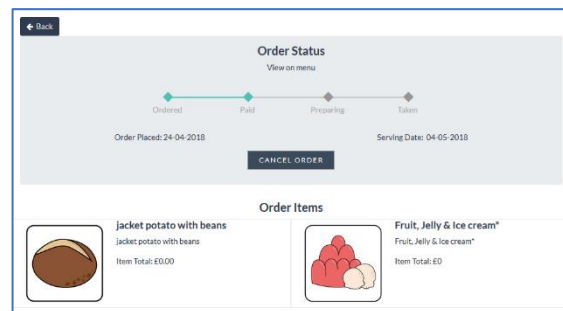 Back
Order Status
View on menu
Ordered Paid Preparing Taken
Order Placed: 24-04-2018 Serving Date: 04-05-2018
CANCEL ORDER
Order Items
jacket potato with beans
jacket potato with beans
Item Total: £0.00
Fruit, Jelly & Ice cream*
Fruit, Jelly & Ice cream*
Item Total: £0